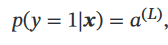 p(y = 1|x) = a^(L),